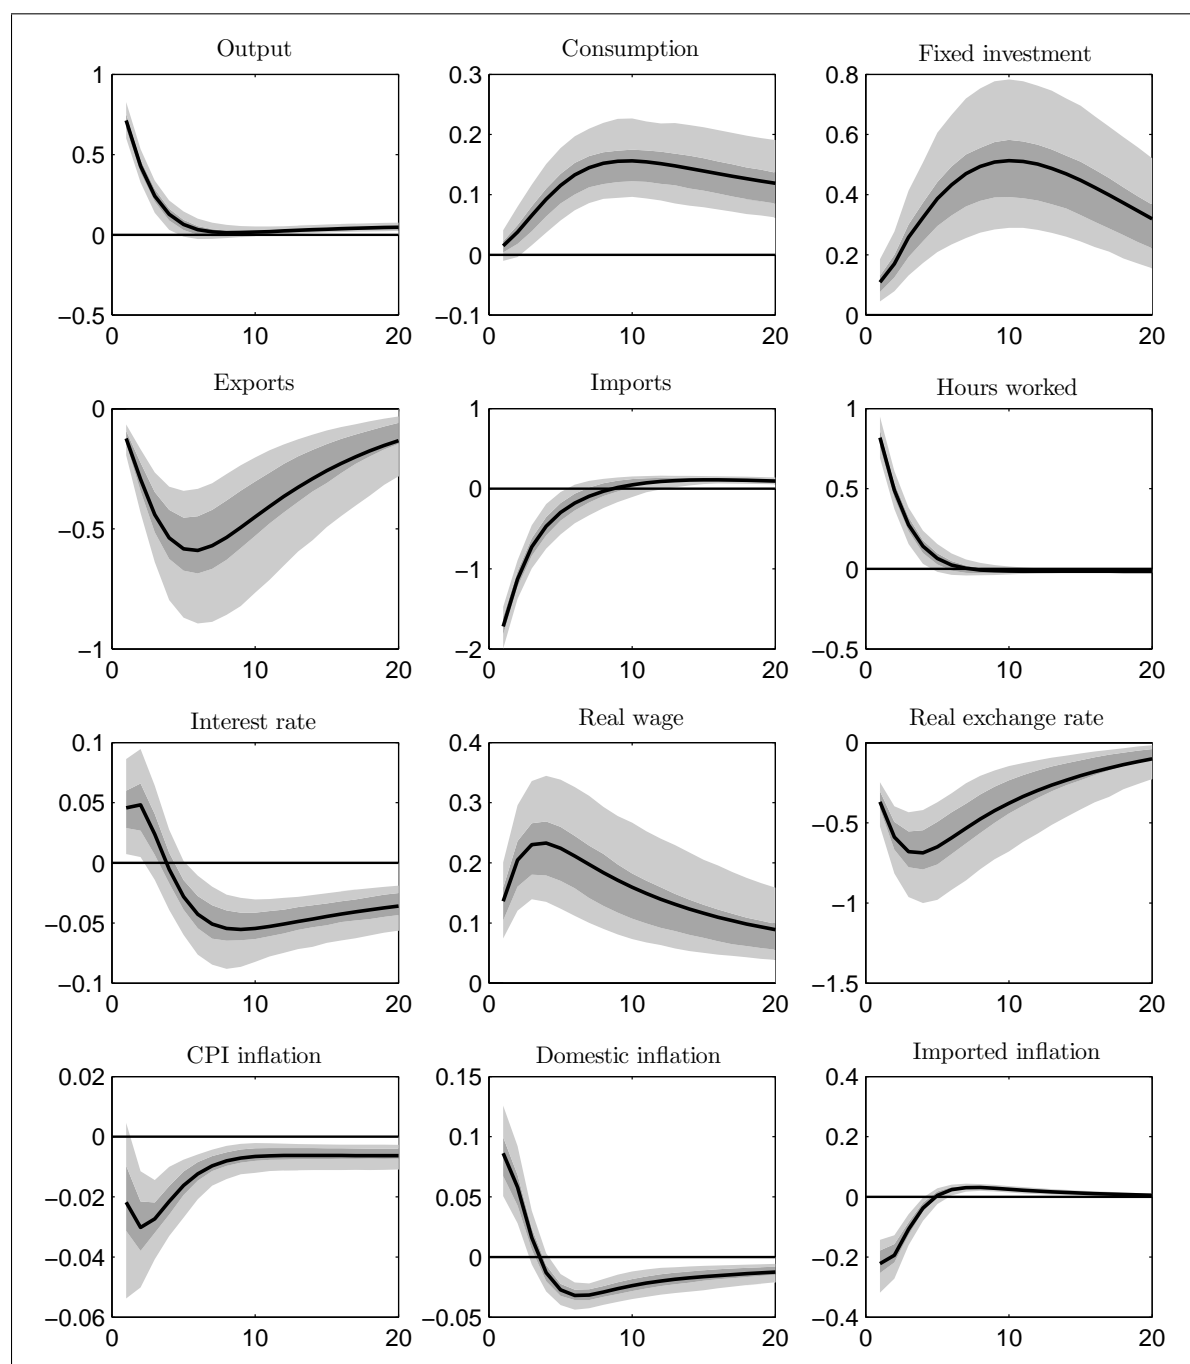 Output
1
0.5
0
−0.5
0 10 20
Consumption
0.3
0.2
0.1
0
−0.1
0 10 20
Fixed investment
0.8
0.6
0.4
0.2
0
0 10 20
Exports
0
−0.5
−1
0 10 20
Imports
1
0
−1
−2
0 10 20
Hours worked
1
0.5
0
−0.5
0 10 20
Interest rate
0.1
0.05
0
−0.05
−0.1
0 10 20
Real wage
0.4
0.3
0.2
0.1
0
0 10 20
Real exchange rate
0
−0.5
−1
−1.5
0 10 20
CPI inflation
0.02
0
−0.02
−0.04
−0.06
0 10 20
Domestic inflation
0.15
0.1
0.05
0
−0.05
0 10 20
Imported inflation
0.4
0.2
0
−0.2
−0.4
0 10 20